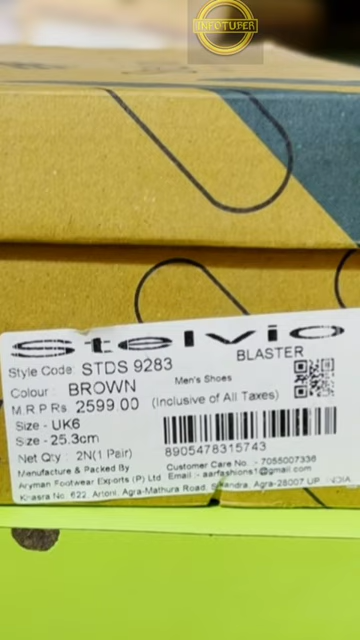 INFOTUBER
Stelvio
BLASTER
Style Code: STDS 9283
Colour : BROWN
Men's Shoes
M.R.P Rs 2599.00 (Inclusive of All Taxes)
Size - UK6
Size - 25.3cm
Net Qty : 2N(1 Pair)
8905478315743
Manufacture & Packed By
Customer Care No. :- 7055007336
Aryman Footwear Exports (P) Ltd Email :- aarfashions1@gmail.com
Khasra No. 622, Artoni, Agra-Mathura Road, Agra-28007 UP, INDIA